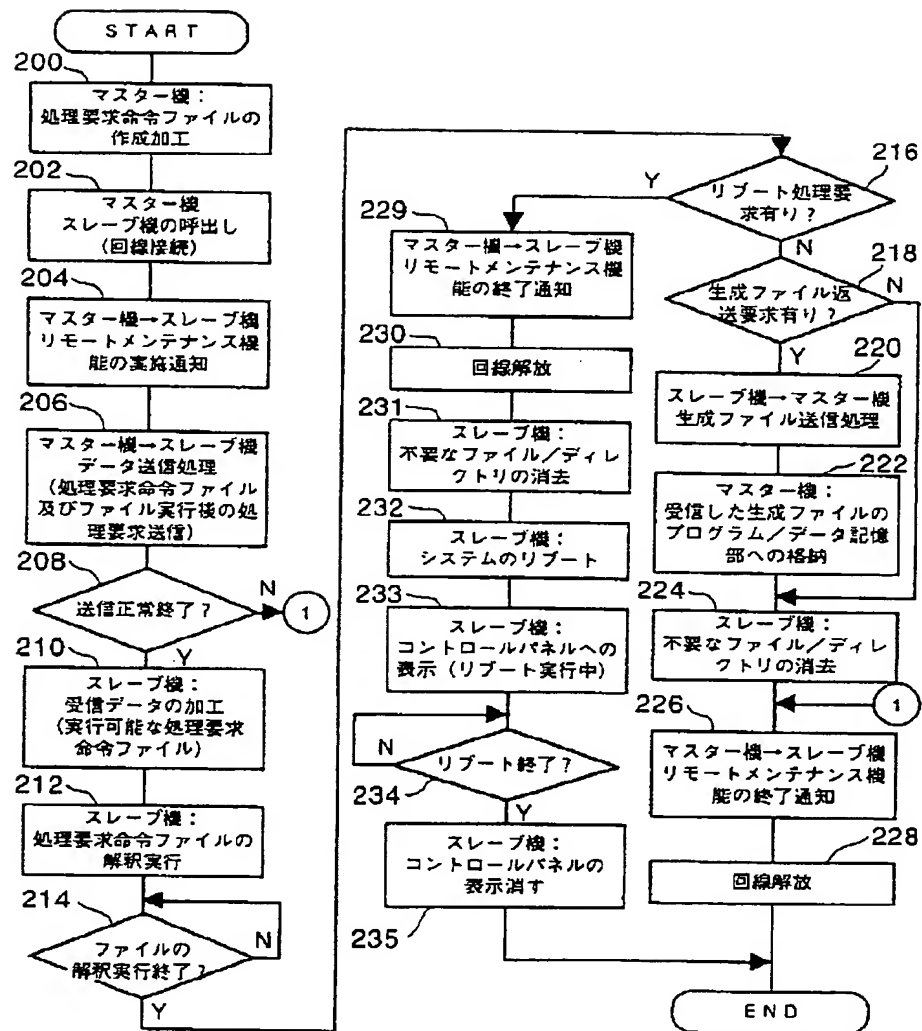 START
200
マスター機：
処理要求命令ファイルの
作成加工
202
マスター機
スレーブ機の呼出し
(回線接続)
204
マスター機→スレーブ機
リモートメンテナンス機
能の実施通知
206
マスター機→スレーブ機
データ送信処理
(処理要求命令ファイル
及びファイル実行後の処
理要求送信)
208
送信正常終了？
N
1
Y
210
スレーブ機：
受信データの加工
(実行可能な処理要求
命令ファイル)
212
スレーブ機：
処理要求命令ファイルの
解釈実行
214
ファイルの
解釈実行終了？
N
Y
216
リブート処理要
求有り？
Y
N
229
マスター機→スレーブ機
リモートメンテナンス機
能の終了通知
230
回線解放
231
スレーブ機：
不要なファイル／ディレ
クトリの消去
232
スレーブ機：
システムのリブート
233
スレーブ機：
コントロールパネルへの
表示(リブート実行中)
N
リブート終了？
234
Y
スレーブ機：
コントロールパネルの
表示消す
235
218
生成ファイル返
送要求有り？
N
Y
220
スレーブ機→マスター機
生成ファイル送信処理
222
マスター機：
受信した生成ファイルの
プログラム／データ記憶
部への格納
224
スレーブ機：
不要なファイル／ディレ
クトリの消去
1
226
マスター機→スレーブ機
リモートメンテナンス機
能の終了通知
228
回線解放
END